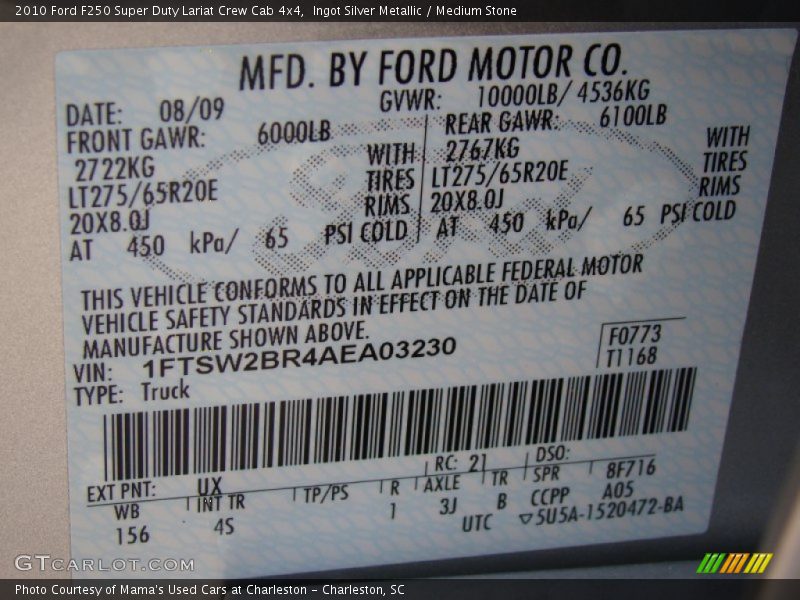 2010 Ford F250 Super Duty Lariat Crew Cab 4x4, Ingot Silver Metallic / Medium Stone
MFD. BY FORD MOTOR CO.
DATE: 08/09 GVWR: 10000LB/ 4536KG
FRONT GAWR: 6000LB REAR GAWR: 6100LB
2722KG WITH 2767KG WITH
LT275/65R20E TIRES LT275/65R20E TIRES
20X8.0J RIMS 20X8.0J RIMS
AT 450 kPa/ 65 PSI COLD AT 450 kPa/ 65 PSI COLD
THIS VEHICLE CONFORMS TO ALL APPLICABLE FEDERAL MOTOR
VEHICLE SAFETY STANDARDS IN EFFECT ON THE DATE OF
MANUFACTURE SHOWN ABOVE.
VIN: 1FTSW2BR4AEA03230 F0773
TYPE: Truck T1168
EXT PNT: UX RC: 21 DSO:
WB INT TR TP/PS R AXLE TR SPR 8F716
156 4S 1 3J B CCPP A05
UTC ▽5U5A-1520472-BA
GTCARLOT.COM
Photo Courtesy of Mama's Used Cars at Charleston - Charleston, SC